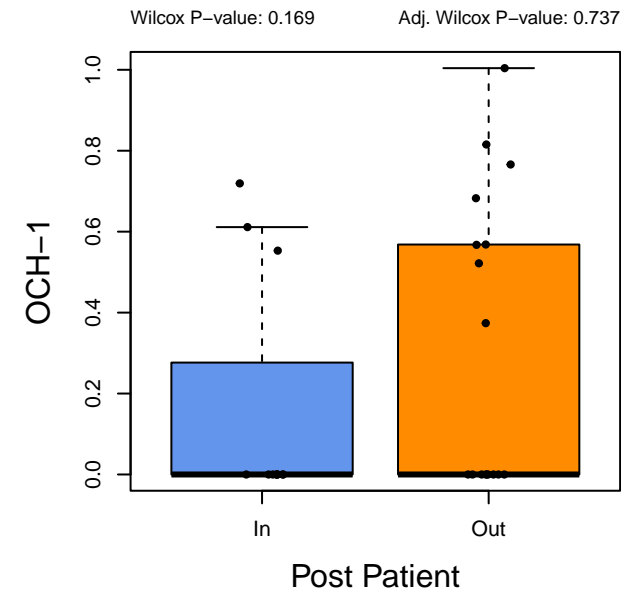 Wilcox P−value: 0.169 Adj. Wilcox P−value: 0.737
1.0
0.8
0.6
0.4
0.2
0.0
OCH−1
In Out
Post Patient